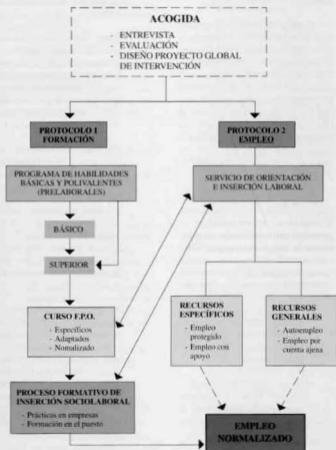 ACOGIDA
- ENTREVISTA
- EVALUACIÓN
- DISEÑO PROYECTO GLOBAL
DE INTERVENCIÓN
PROTOCOLO 1
FORMACIÓN
PROTOCOLO 2
EMPLEO
PROGRAMA DE HABILIDADES
BÁSICAS Y POLIVALENTES
(PRELABORALES)
SERVICIO DE ORIENTACIÓN
E INSERCIÓN LABORAL
BÁSICO
SUPERIOR
CURSO F.P.O.
- Específicos
- Adaptados
- Nomalizado
RECURSOS
ESPECÍFICOS
- Empleo
protegido
- Empleo con
apoyo
RECURSOS
GENERALES
- Autoempleo
- Empleo por
cuenta ajena
PROCESO FORMATIVO DE
INSERCIÓN SOCIOLABORAL
- Prácticas en empresas
- Formación en el puesto
EMPLEO
NORMALIZADO